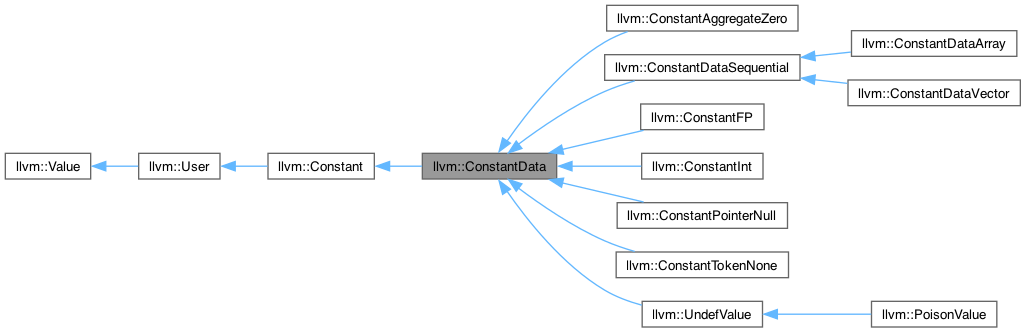 llvm::ConstantAggregateZero
llvm::ConstantDataArray
llvm::ConstantDataSequential
llvm::ConstantDataVector
llvm::ConstantFP
llvm::Value
llvm::User
llvm::Constant
llvm::ConstantData
llvm::ConstantInt
llvm::ConstantPointerNull
llvm::ConstantTokenNone
llvm::UndefValue
llvm::PoisonValue